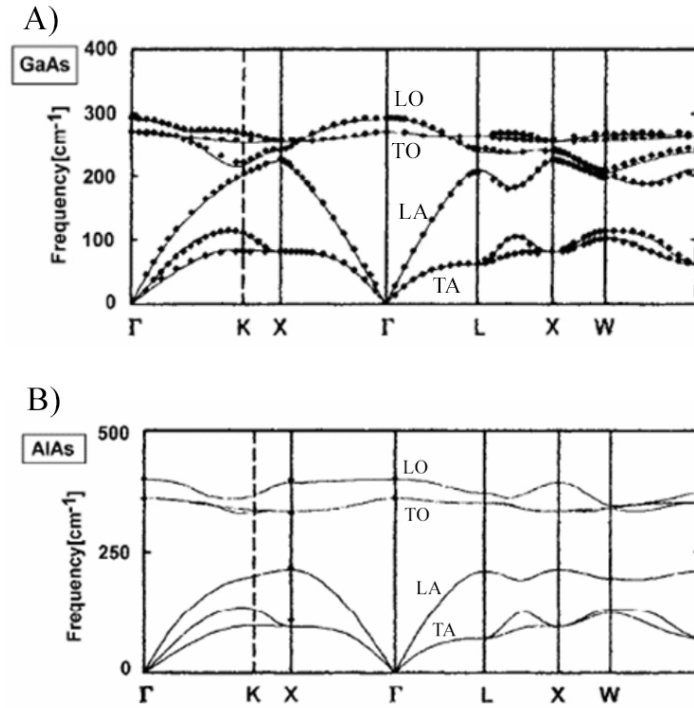 A)
GaAs
Frequency[cm⁻¹]
400
300
200
100
0
LO
TO
LA
TA
Γ K X Γ L X W
B)
AlAs
Frequency[cm⁻¹]
500
250
0
LO
TO
LA
TA
Γ K X Γ L X W